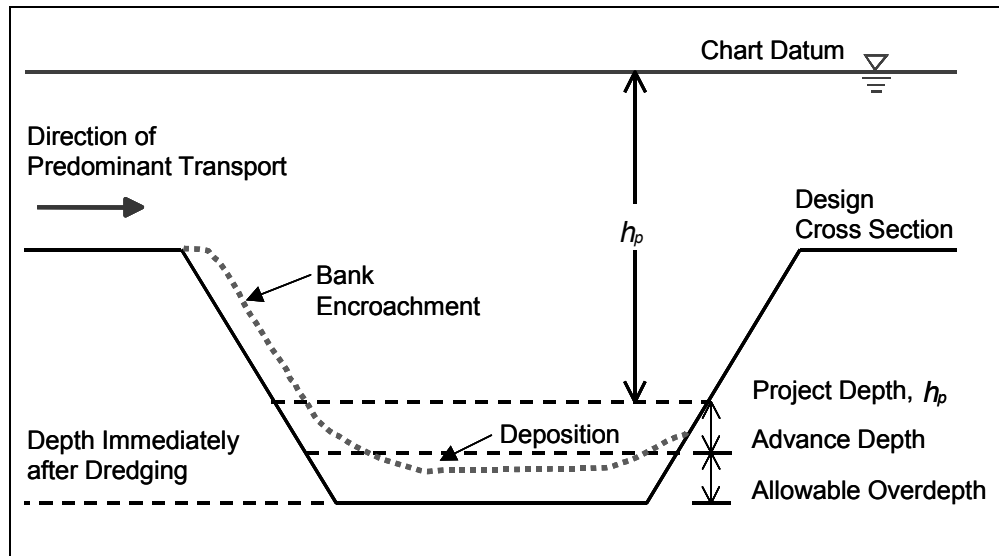 Chart Datum
Direction of
Predominant Transport
Design
Cross Section
hp
Bank
Encroachment
Project Depth, hp
Deposition
Advance Depth
Depth Immediately
after Dredging
Allowable Overdepth